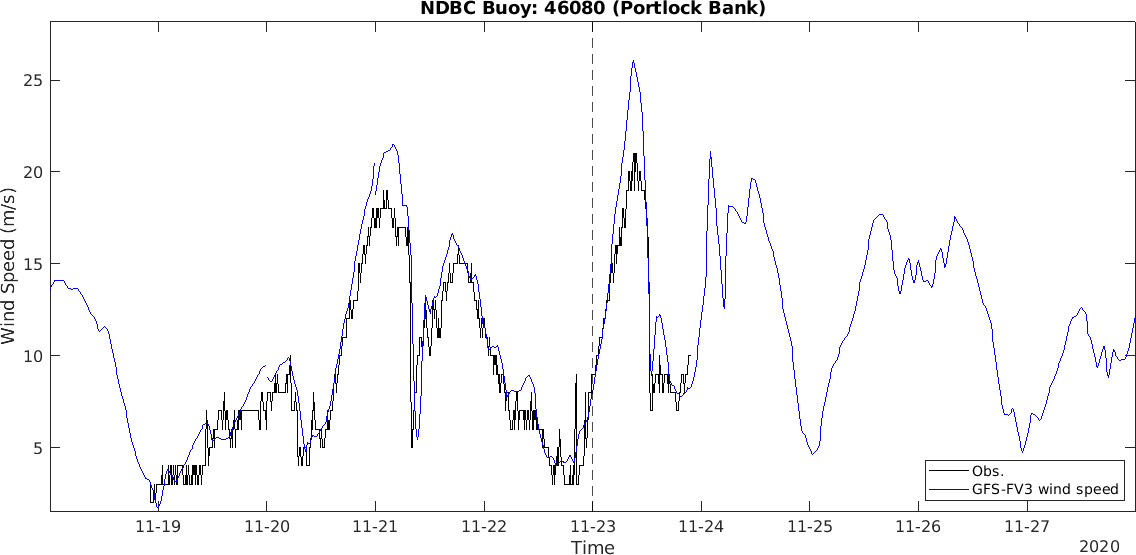 NDBC Buoy: 46080 (Portlock Bank)
Wind Speed (m/s)
25
20
15
10
5
Obs.
GFS-FV3 wind speed
11-19 11-20 11-21 11-22 11-23 11-24 11-25 11-26 11-27
Time
2020